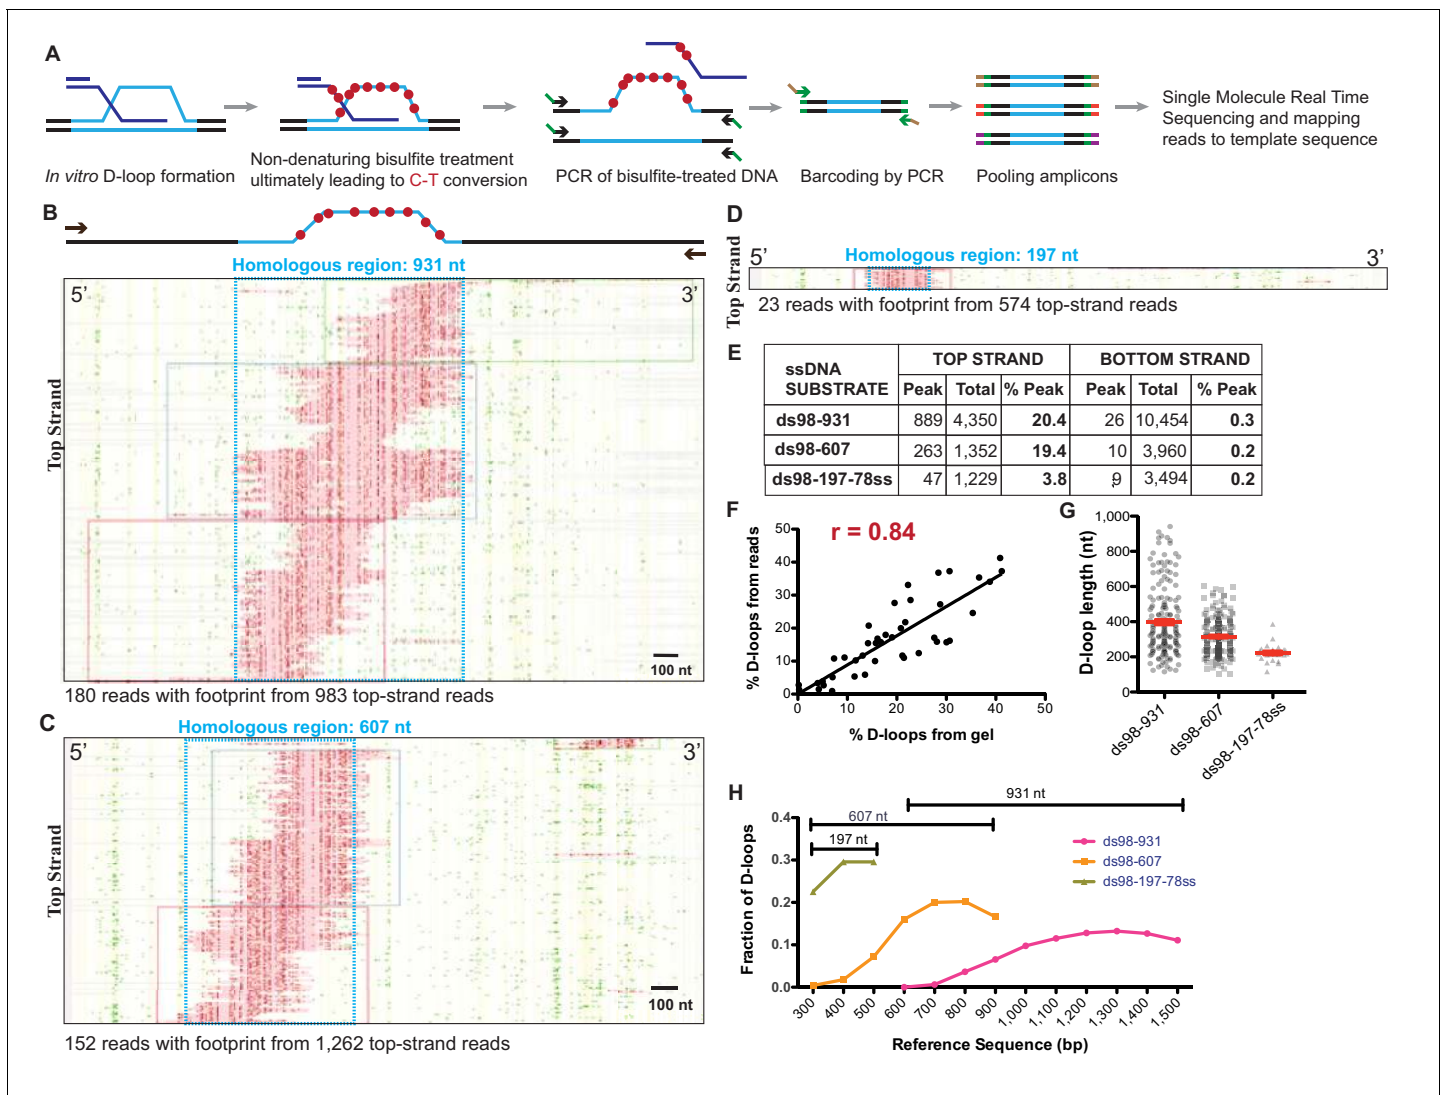 A
In vitro D-loop formation
Non-denaturing bisulfite treatment
ultimately leading to C-T conversion
PCR of bisulfite-treated DNA
Barcoding by PCR
Pooling amplicons
Single Molecule Real Time
Sequencing and mapping
reads to template sequence
B
Homologous region: 931 nt
5’
3’
Top Strand
100 nt
180 reads with footprint from 983 top-strand reads
C
Homologous region: 607 nt
5’
3’
Top Strand
100 nt
152 reads with footprint from 1,262 top-strand reads
D
Top Strand
5’
Homologous region: 197 nt
3’
23 reads with footprint from 574 top-strand reads
E
ssDNA SUBSTRATE TOP STRAND BOTTOM STRAND
Peak Total % Peak Peak Total % Peak
ds98-931 889 4,350 20.4 26 10,454 0.3
ds98-607 263 1,352 19.4 10 3,960 0.2
ds98-197-78ss 47 1,229 3.8 9 3,494 0.2
F
r = 0.84
% D-loops from reads
50
40
30
20
10
0
0 10 20 30 40 50
% D-loops from gel
G
D-loop length (nt)
1,000
800
600
400
200
0
ds98-931
ds98-607
ds98-197-78ss
H
931 nt
607 nt
197 nt
ds98-931
ds98-607
ds98-197-78ss
Fraction of D-loops
0.4
0.3
0.2
0.1
0.0
300 400 500 600 700 800 900 1,000 1,100 1,200 1,300 1,400 1,500
Reference Sequence (bp)